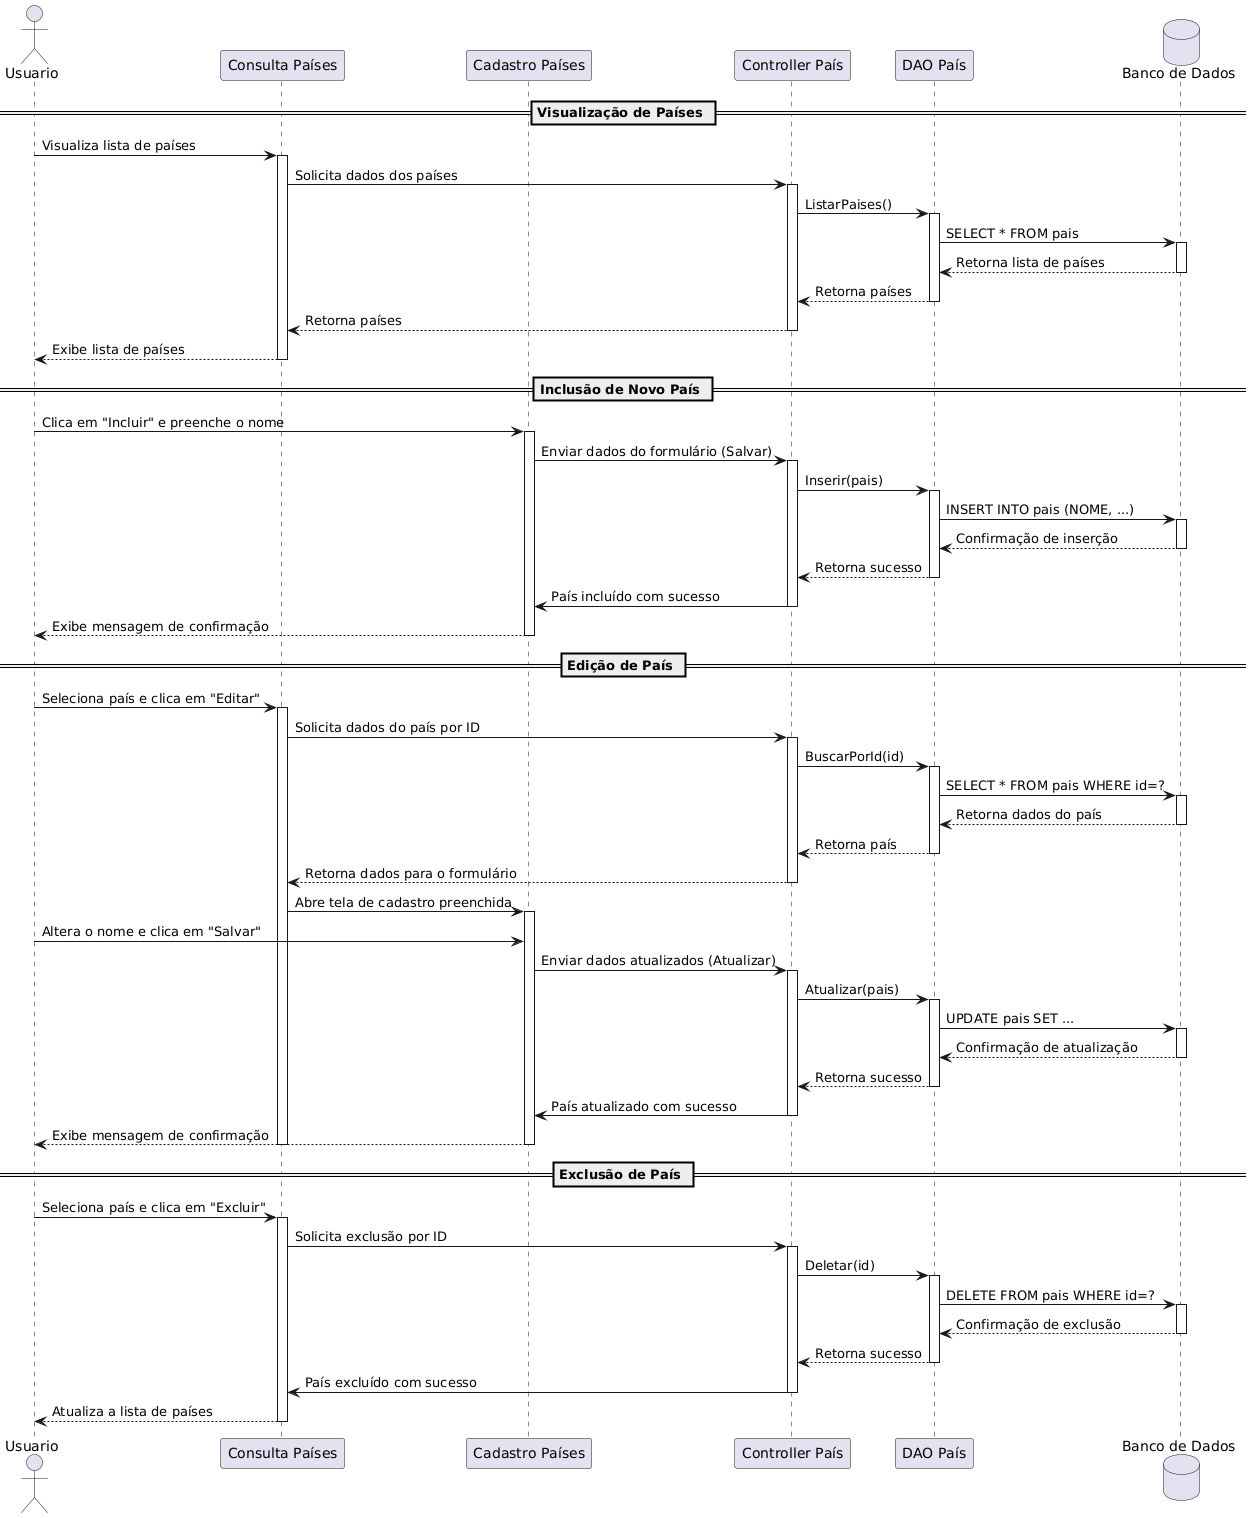 Usuario
Consulta Países
Cadastro Países
Controller País
DAO País
Banco de Dados
Visualização de Países
Visualiza lista de países
Solicita dados dos países
ListarPaises()
SELECT * FROM pais
Retorna lista de países
Retorna países
Retorna países
Exibe lista de países
Inclusão de Novo País
Clica em "Incluir" e preenche o nome
Enviar dados do formulário (Salvar)
Inserir(pais)
INSERT INTO pais (NOME, ...)
Confirmação de inserção
Retorna sucesso
País incluído com sucesso
Exibe mensagem de confirmação
Edição de País
Seleciona país e clica em "Editar"
Solicita dados do país por ID
BuscarPorId(id)
SELECT * FROM pais WHERE id=?
Retorna dados do país
Retorna país
Retorna dados para o formulário
Abre tela de cadastro preenchida
Altera o nome e clica em "Salvar"
Enviar dados atualizados (Atualizar)
Atualizar(pais)
UPDATE pais SET ...
Confirmação de atualização
Retorna sucesso
País atualizado com sucesso
Exibe mensagem de confirmação
Exclusão de País
Seleciona país e clica em "Excluir"
Solicita exclusão por ID
Deletar(id)
DELETE FROM pais WHERE id=?
Confirmação de exclusão
Retorna sucesso
País excluído com sucesso
Atualiza a lista de países
Usuario
Consulta Países
Cadastro Países
Controller País
DAO País
Banco de Dados